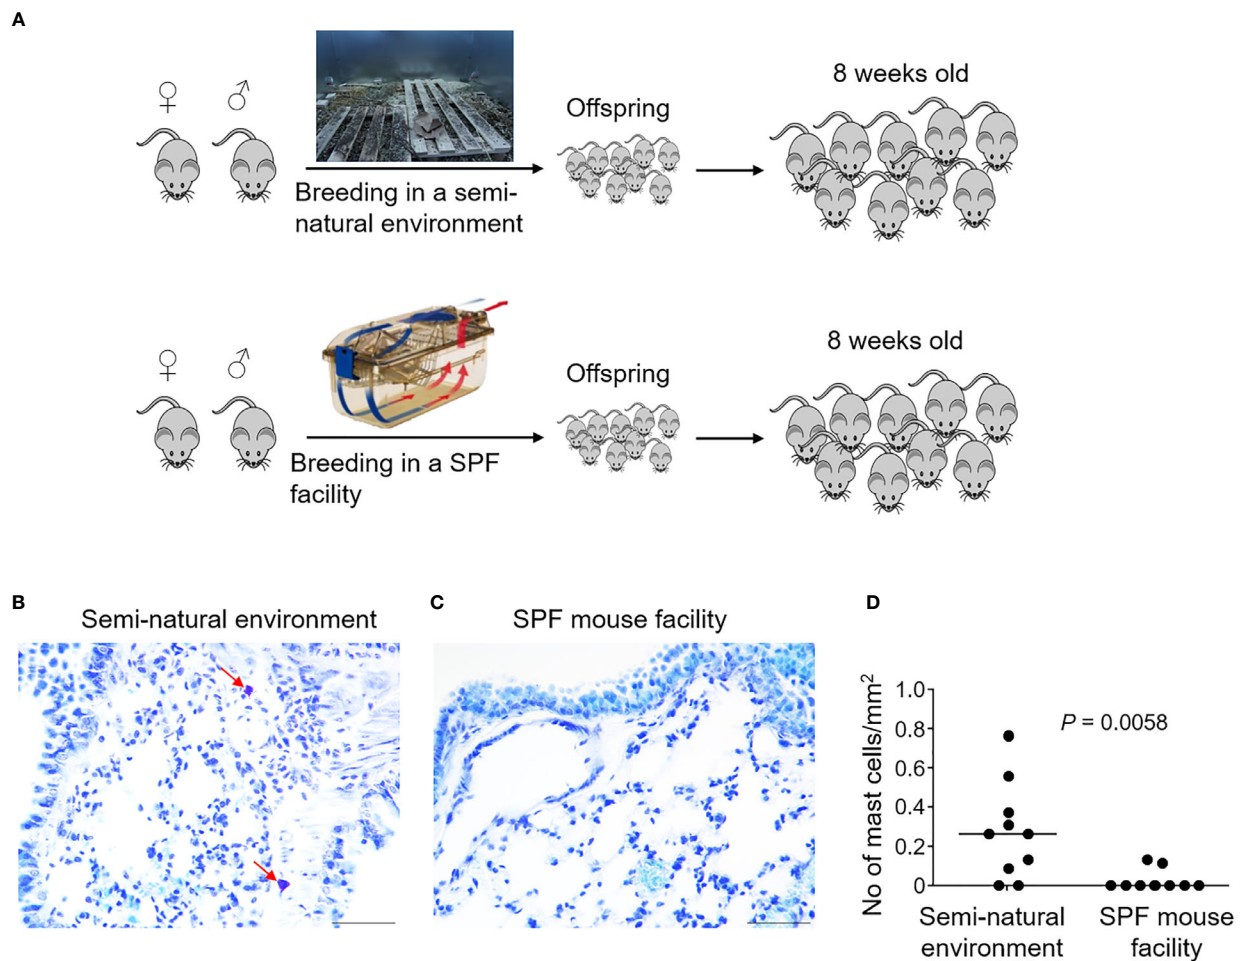 A
♀ ♂
8 weeks old
Offspring
Breeding in a semi-
natural environment
♀ ♂
8 weeks old
Offspring
Breeding in a SPF
facility
B
Semi-natural environment
C
SPF mouse facility
D
No of mast cells/mm²
1.0
0.8
0.6
0.4
0.2
0
P = 0.0058
Semi-natural
environment
SPF mouse
facility